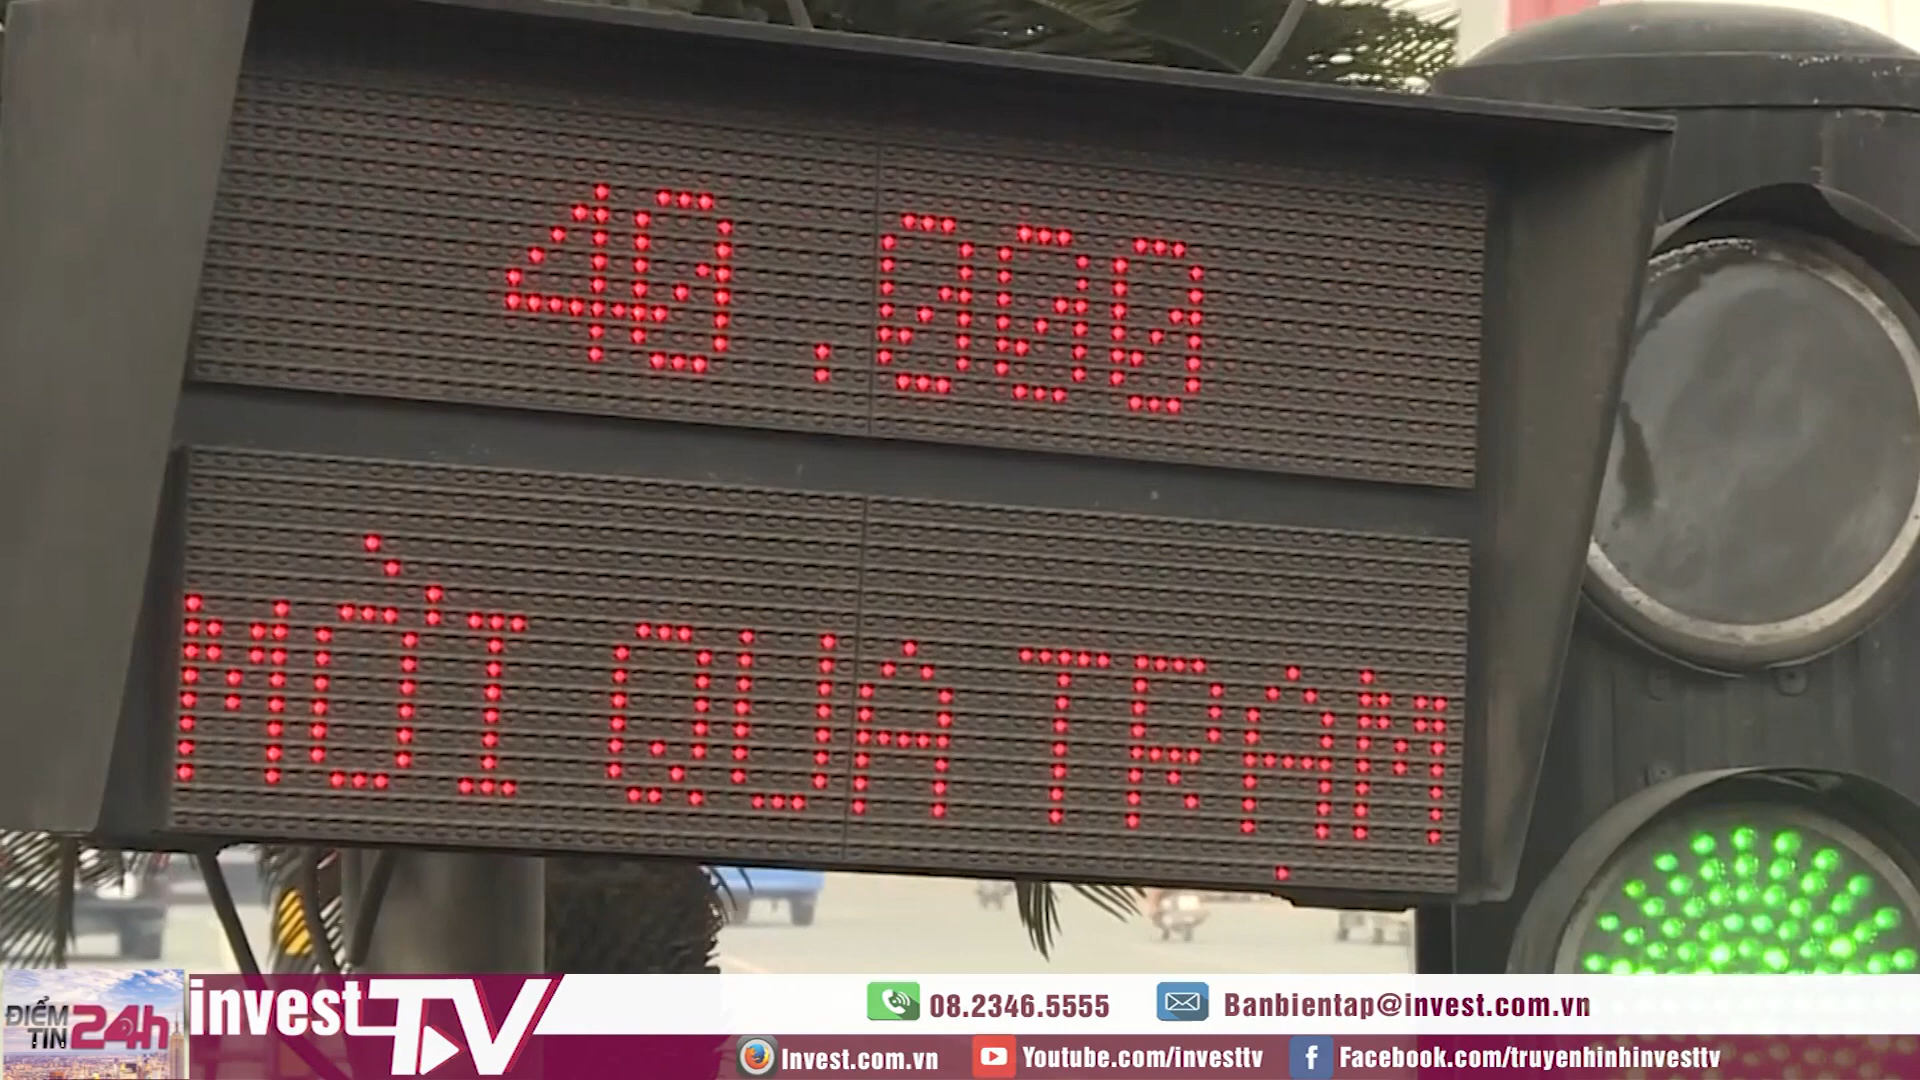 40.000
MỜI QUA TRẠM
ĐIỂM TIN 24h
investTV
08.2346.5555
Banbientap@invest.com.vn
Invest.com.vn
Youtube.com/investtv
Facebook.com/truyenhinhinvesttv